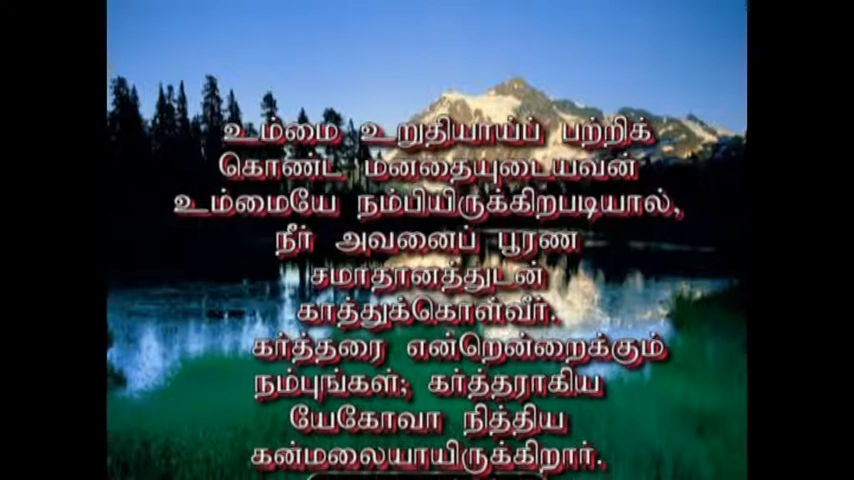 உம்மை உறுதியாய்ப் பற்றிக்
கொண்ட மனதையுடையவன்
உம்மையே நம்பியிருக்கிறபடியால்,
நீர் அவனைப் பூரண
சமாதானத்துடன்
காத்துக்கொள்வீர்.
கர்த்தரை என்றென்றைக்கும்
நம்புங்கள்; கர்த்தராகிய
யேகோவா நித்திய
கன்மலையாயிருக்கிறார்.